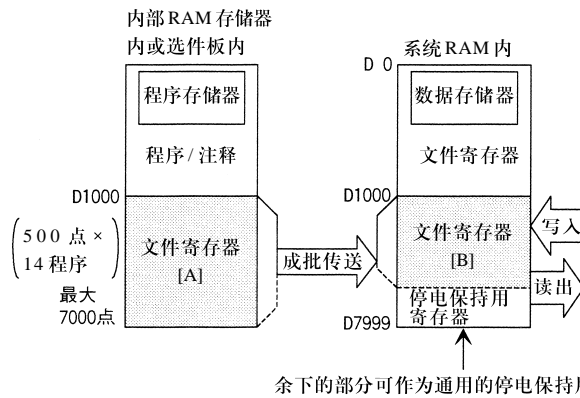 内部RAM存储器
内或选件板内
程序存储器
程序/注释
D1000
(500 点×
14程序)
文件寄存器
[A]
最大
7000点
成批传送
系统RAM内
D 0
数据存储器
文件寄存器
D1000
文件寄存器
[B]
写入
读出
停电保持用
寄存器
D7999
余下的部分可作为通用的停电保持用